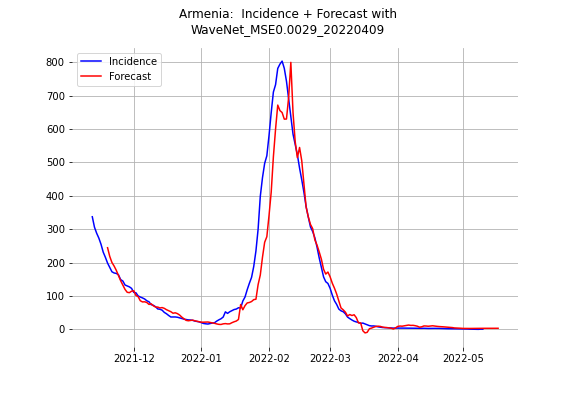 Armenia:  Incidence + Forecast with
WaveNet_MSE0.0029_20220409
Incidence
Forecast
800
700
600
500
400
300
200
100
0
2021-12 2022-01 2022-02 2022-03 2022-04 2022-05